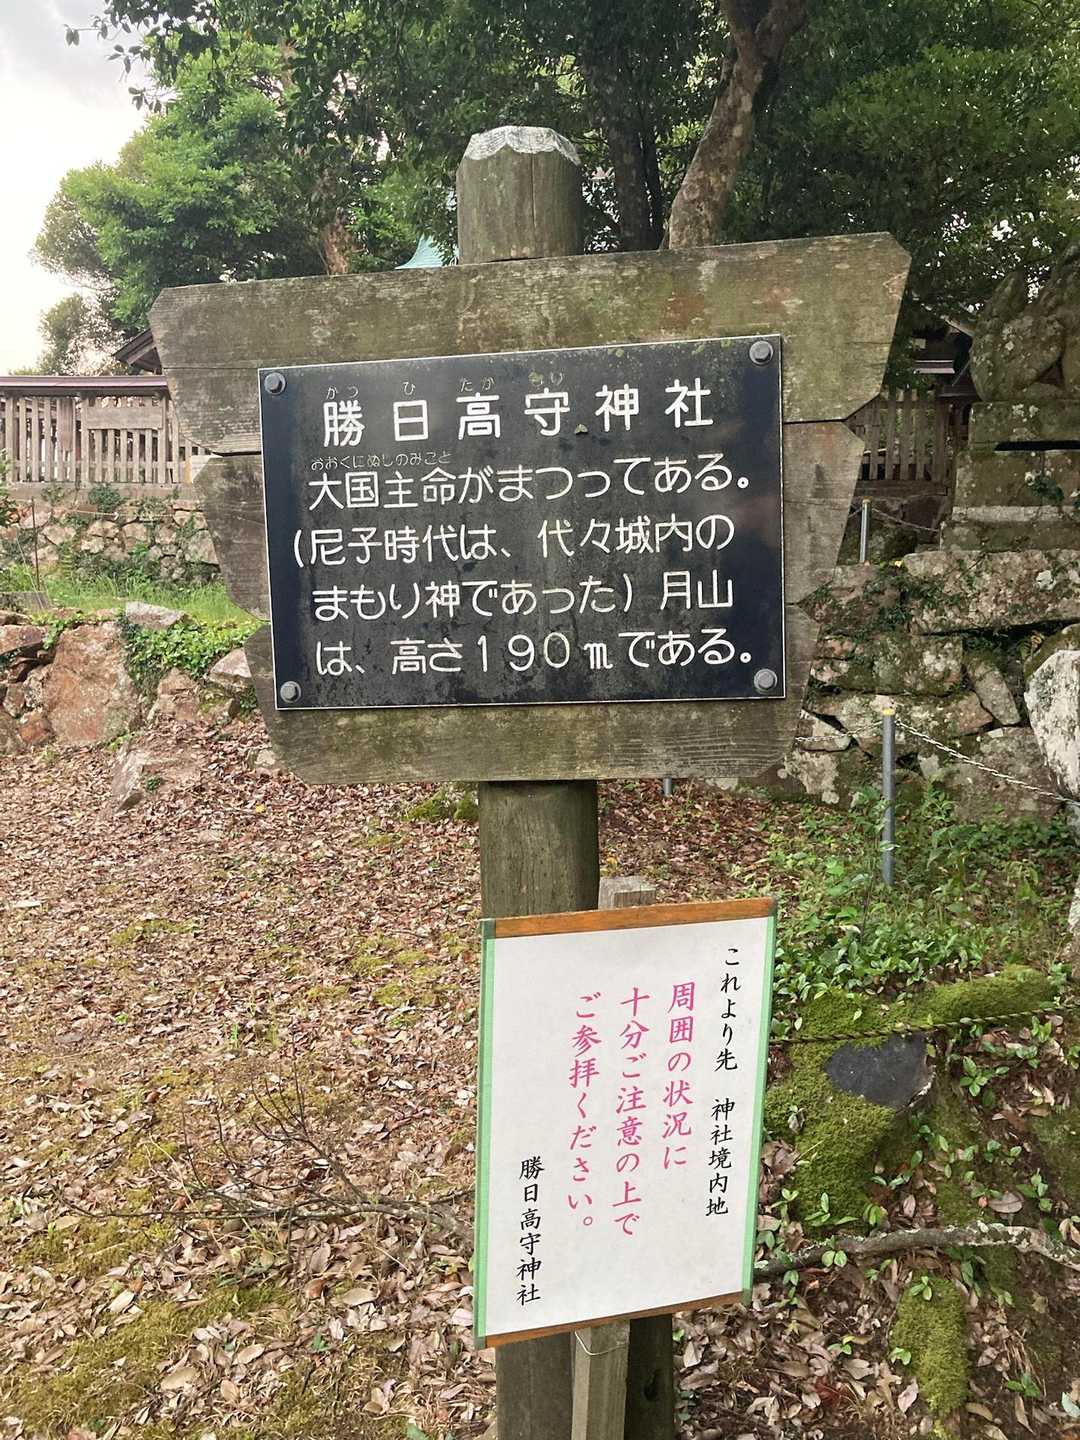 かつ ひ たか もり
勝日高守神社
おおくにぬしのみこと
大国主命がまつってある。
(尼子時代は、代々城内の
まもり神であった) 月山
は、高さ190mである。
これより先 神社境内地
周囲の状況に
十分ご注意の上で
ご参拝ください。
勝日高守神社